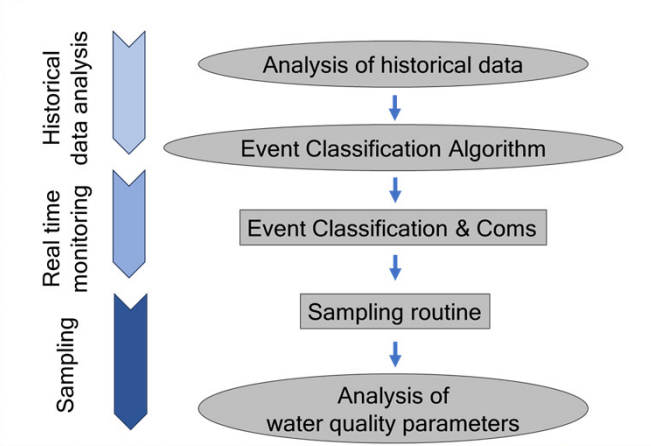 Historical
data analysis
Analysis of historical data
Event Classification Algorithm
Real time
monitoring
Event Classification & Coms
Sampling
Sampling routine
Analysis of
water quality parameters